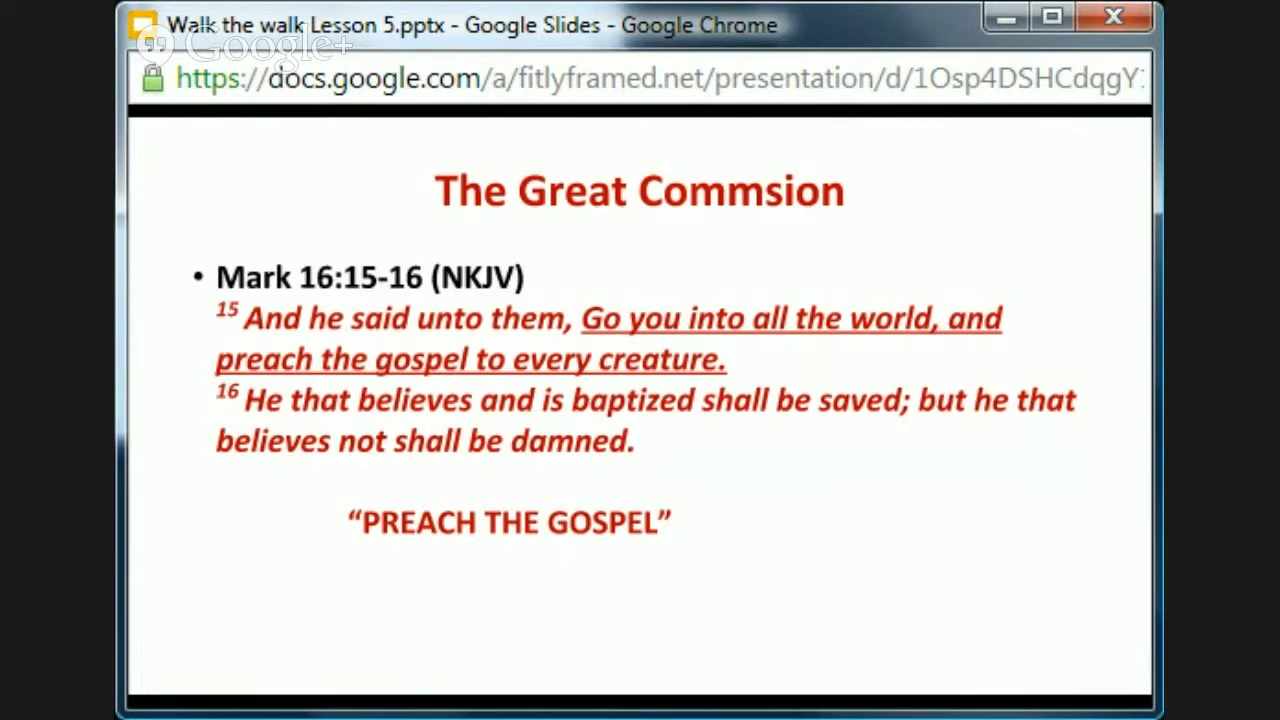 Walk the walk Lesson 5.pptx - Google Slides - Google Chrome
Google+
https://docs.google.com/a/fitlyframed.net/presentation/d/1Osp4DSHCdqgY
The Great Commsion
• Mark 16:15-16 (NKJV)
15 And he said unto them, Go you into all the world, and
preach the gospel to every creature.
16 He that believes and is baptized shall be saved; but he that
believes not shall be damned.
“PREACH THE GOSPEL”